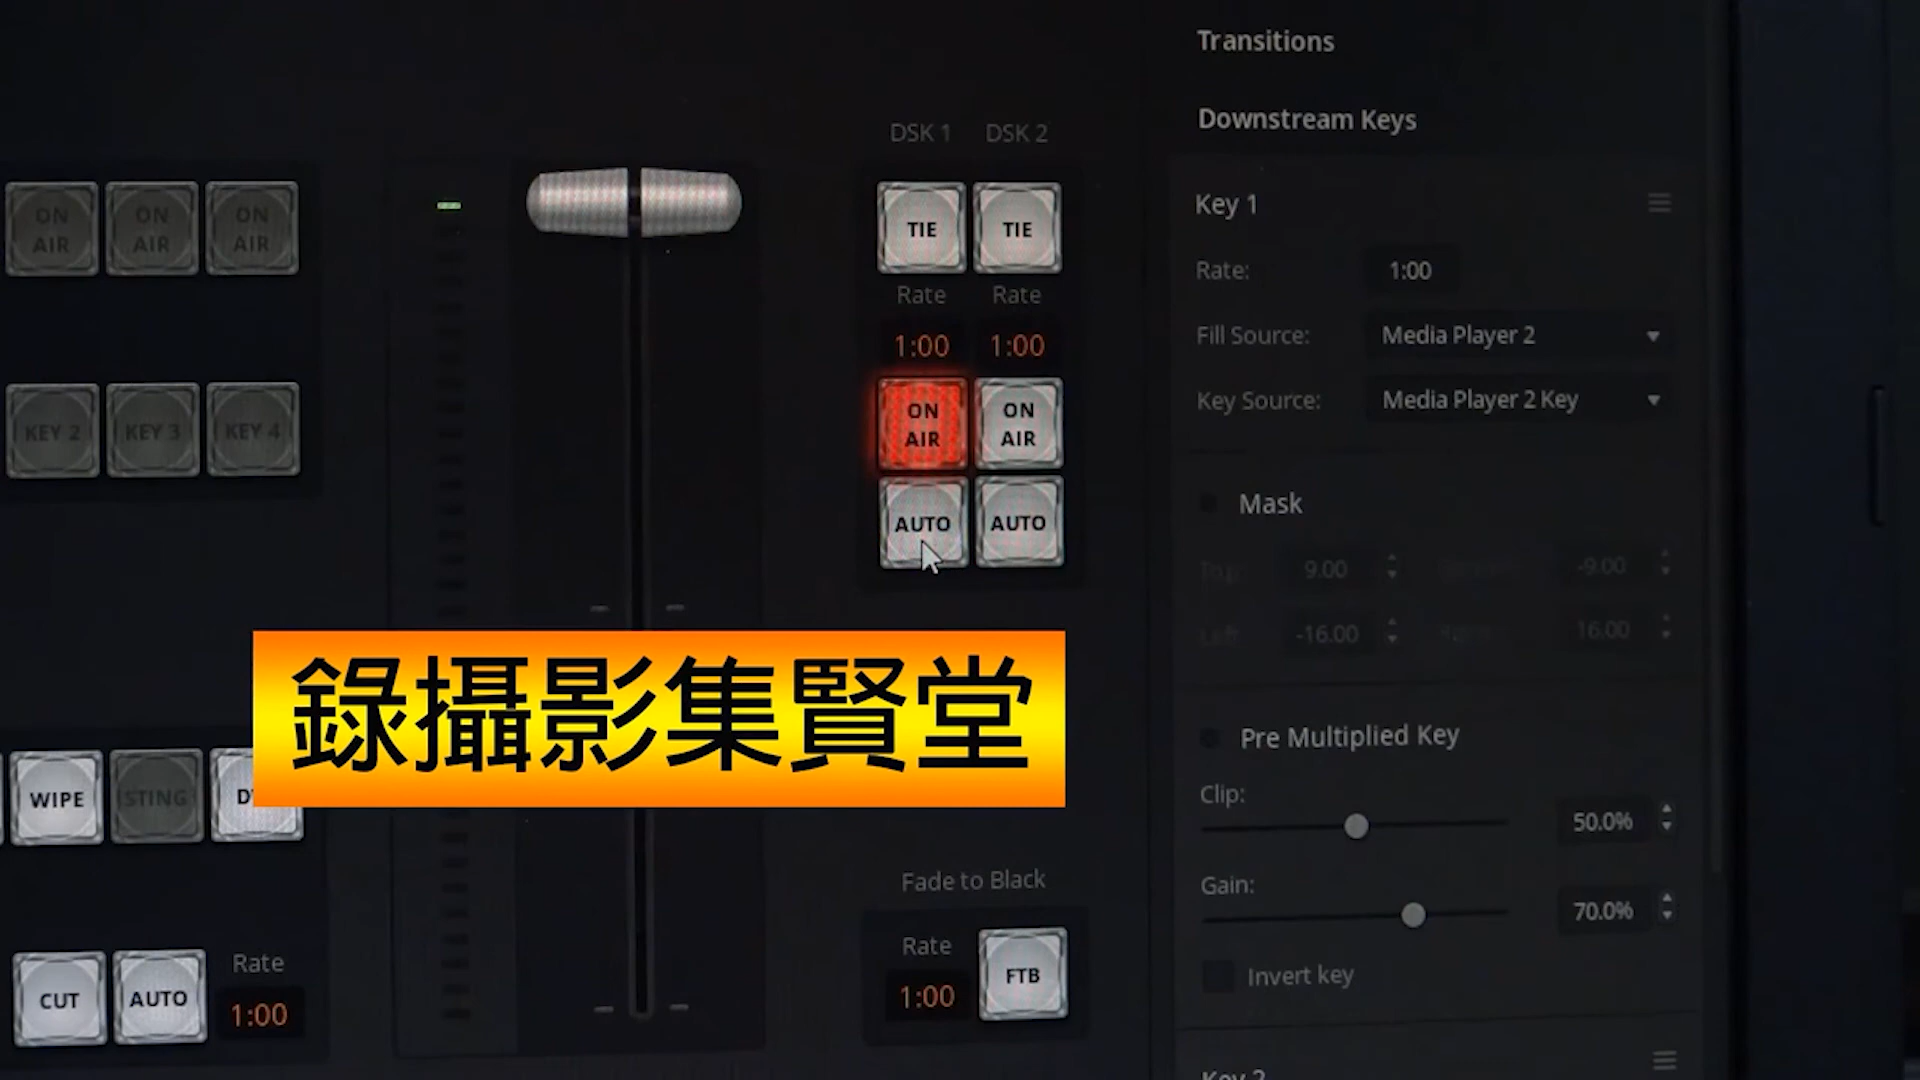 Transitions
Downstream Keys
DSK 1 DSK 2
ON AIR ON AIR ON AIR
TIE TIE
Key 1
Rate Rate
Rate: 1:00
1:00 1:00
Fill Source: Media Player 2
ON AIR ON AIR
Key Source: Media Player 2 Key
KEY 2 KEY 3 KEY 4
AUTO AUTO
Mask
9.00 -9.00
Left -16.00 16.00
錄攝影集賢堂
Pre Multiplied Key
WIPE STING
Clip: 50.0%
Fade to Black
Gain: 70.0%
Rate FTB
1:00
Invert key
CUT AUTO Rate
1:00
Key 2